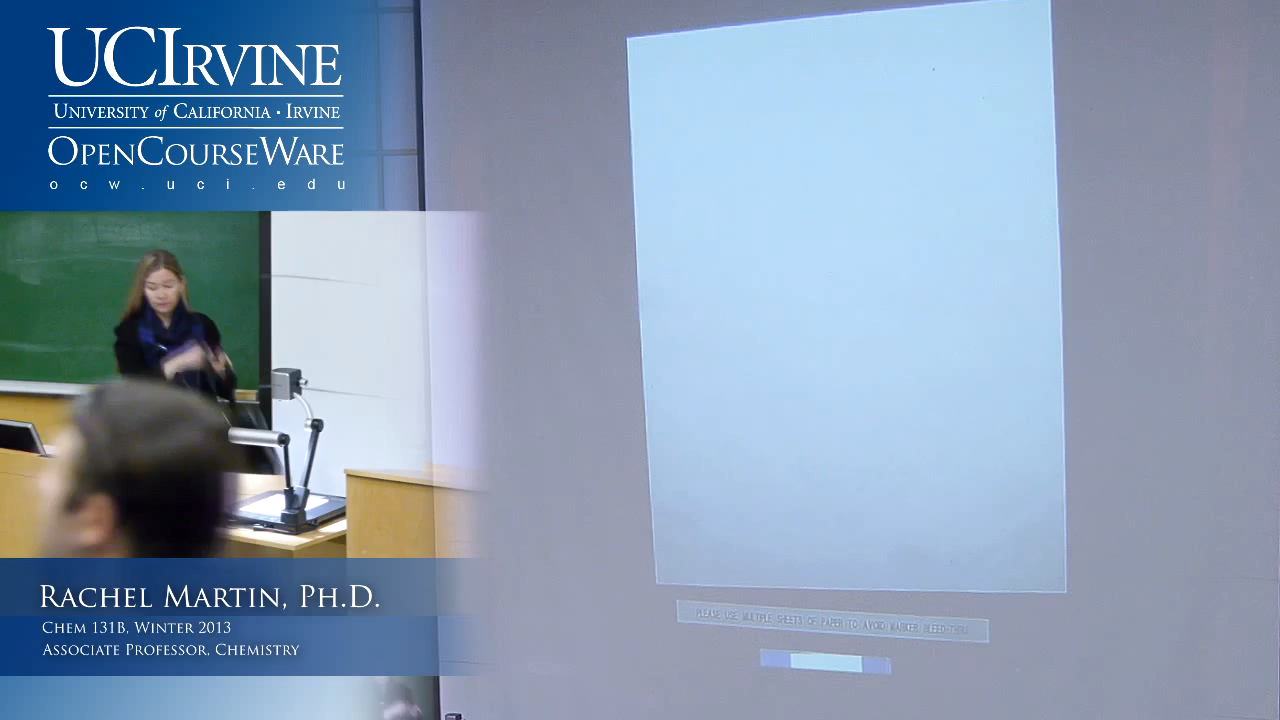 UCIRVINE
UNIVERSITY of CALIFORNIA · IRVINE
OPENCOURSEWARE
ocw.uci.edu
RACHEL MARTIN, PH.D.
CHEM 131B, WINTER 2013
ASSOCIATE PROFESSOR, CHEMISTRY
PLEASE USE MULTIPLE SHEETS OF PAPER TO AVOID MARKER BLEED-THRU